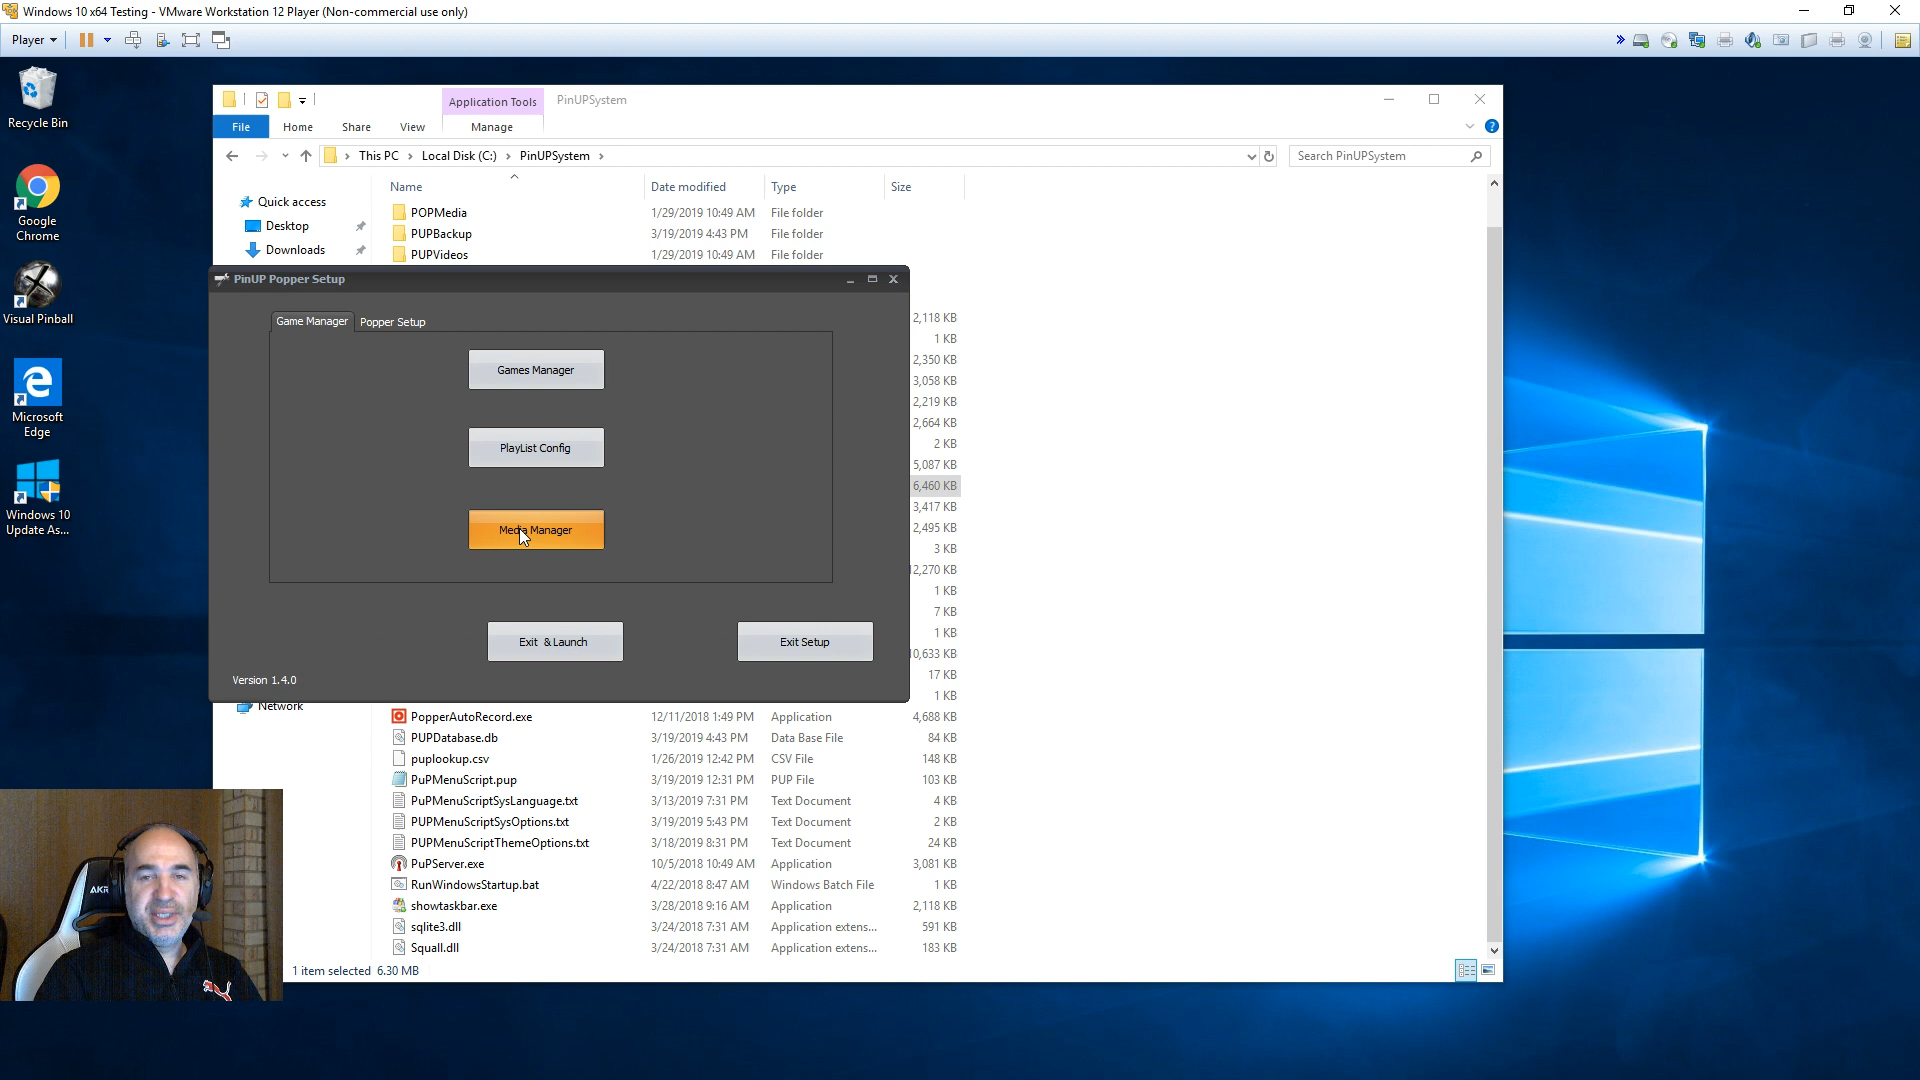 Windows 10 x64 Testing - VMware Workstation 12 Player (Non-commercial use only)
Player
Recycle Bin
Google
Chrome
Visual Pinball
Microsoft
Edge
Windows 10
Update As...
Application Tools
PinUPSystem
File
Home
Share
View
Manage
This PC
Local Disk (C:)
PinUPSystem
Search PinUPSystem
Name
Date modified
Type
Size
Quick access
Desktop
Downloads
POPMedia 1/29/2019 10:49 AM File folder
PUPBackup 3/19/2019 4:43 PM File folder
PUPVideos 1/29/2019 10:49 AM File folder
PinUP Popper Setup
Game Manager
Popper Setup
Games Manager
PlayList Config
Media Manager
Exit & Launch
Exit Setup
Version 1.4.0
2,118 KB
1 KB
2,350 KB
3,058 KB
2,219 KB
2,664 KB
2 KB
5,087 KB
6,460 KB
3,417 KB
2,495 KB
3 KB
2,270 KB
1 KB
7 KB
1 KB
0,633 KB
17 KB
1 KB
Network
PopperAutoRecord.exe 12/11/2018 1:49 PM Application 4,688 KB
PUPDatabase.db 3/19/2019 4:43 PM Data Base File 84 KB
puplookup.csv 1/26/2019 12:42 PM CSV File 148 KB
PuPMenuScript.pup 3/19/2019 12:31 PM PUP File 103 KB
PuPMenuScriptSysLanguage.txt 3/13/2019 7:31 PM Text Document 4 KB
PUPMenuScriptSysOptions.txt 3/19/2019 5:43 PM Text Document 2 KB
PUPMenuScriptThemeOptions.txt 3/18/2019 8:31 PM Text Document 24 KB
PuPServer.exe 10/5/2018 10:49 AM Application 3,081 KB
RunWindowsStartup.bat 4/22/2018 8:47 AM Windows Batch File 1 KB
showtaskbar.exe 3/28/2018 9:16 AM Application 2,118 KB
sqlite3.dll 3/24/2018 7:31 AM Application extens... 591 KB
Squall.dll 3/24/2018 7:31 AM Application extens... 183 KB
1 item selected 6.30 MB